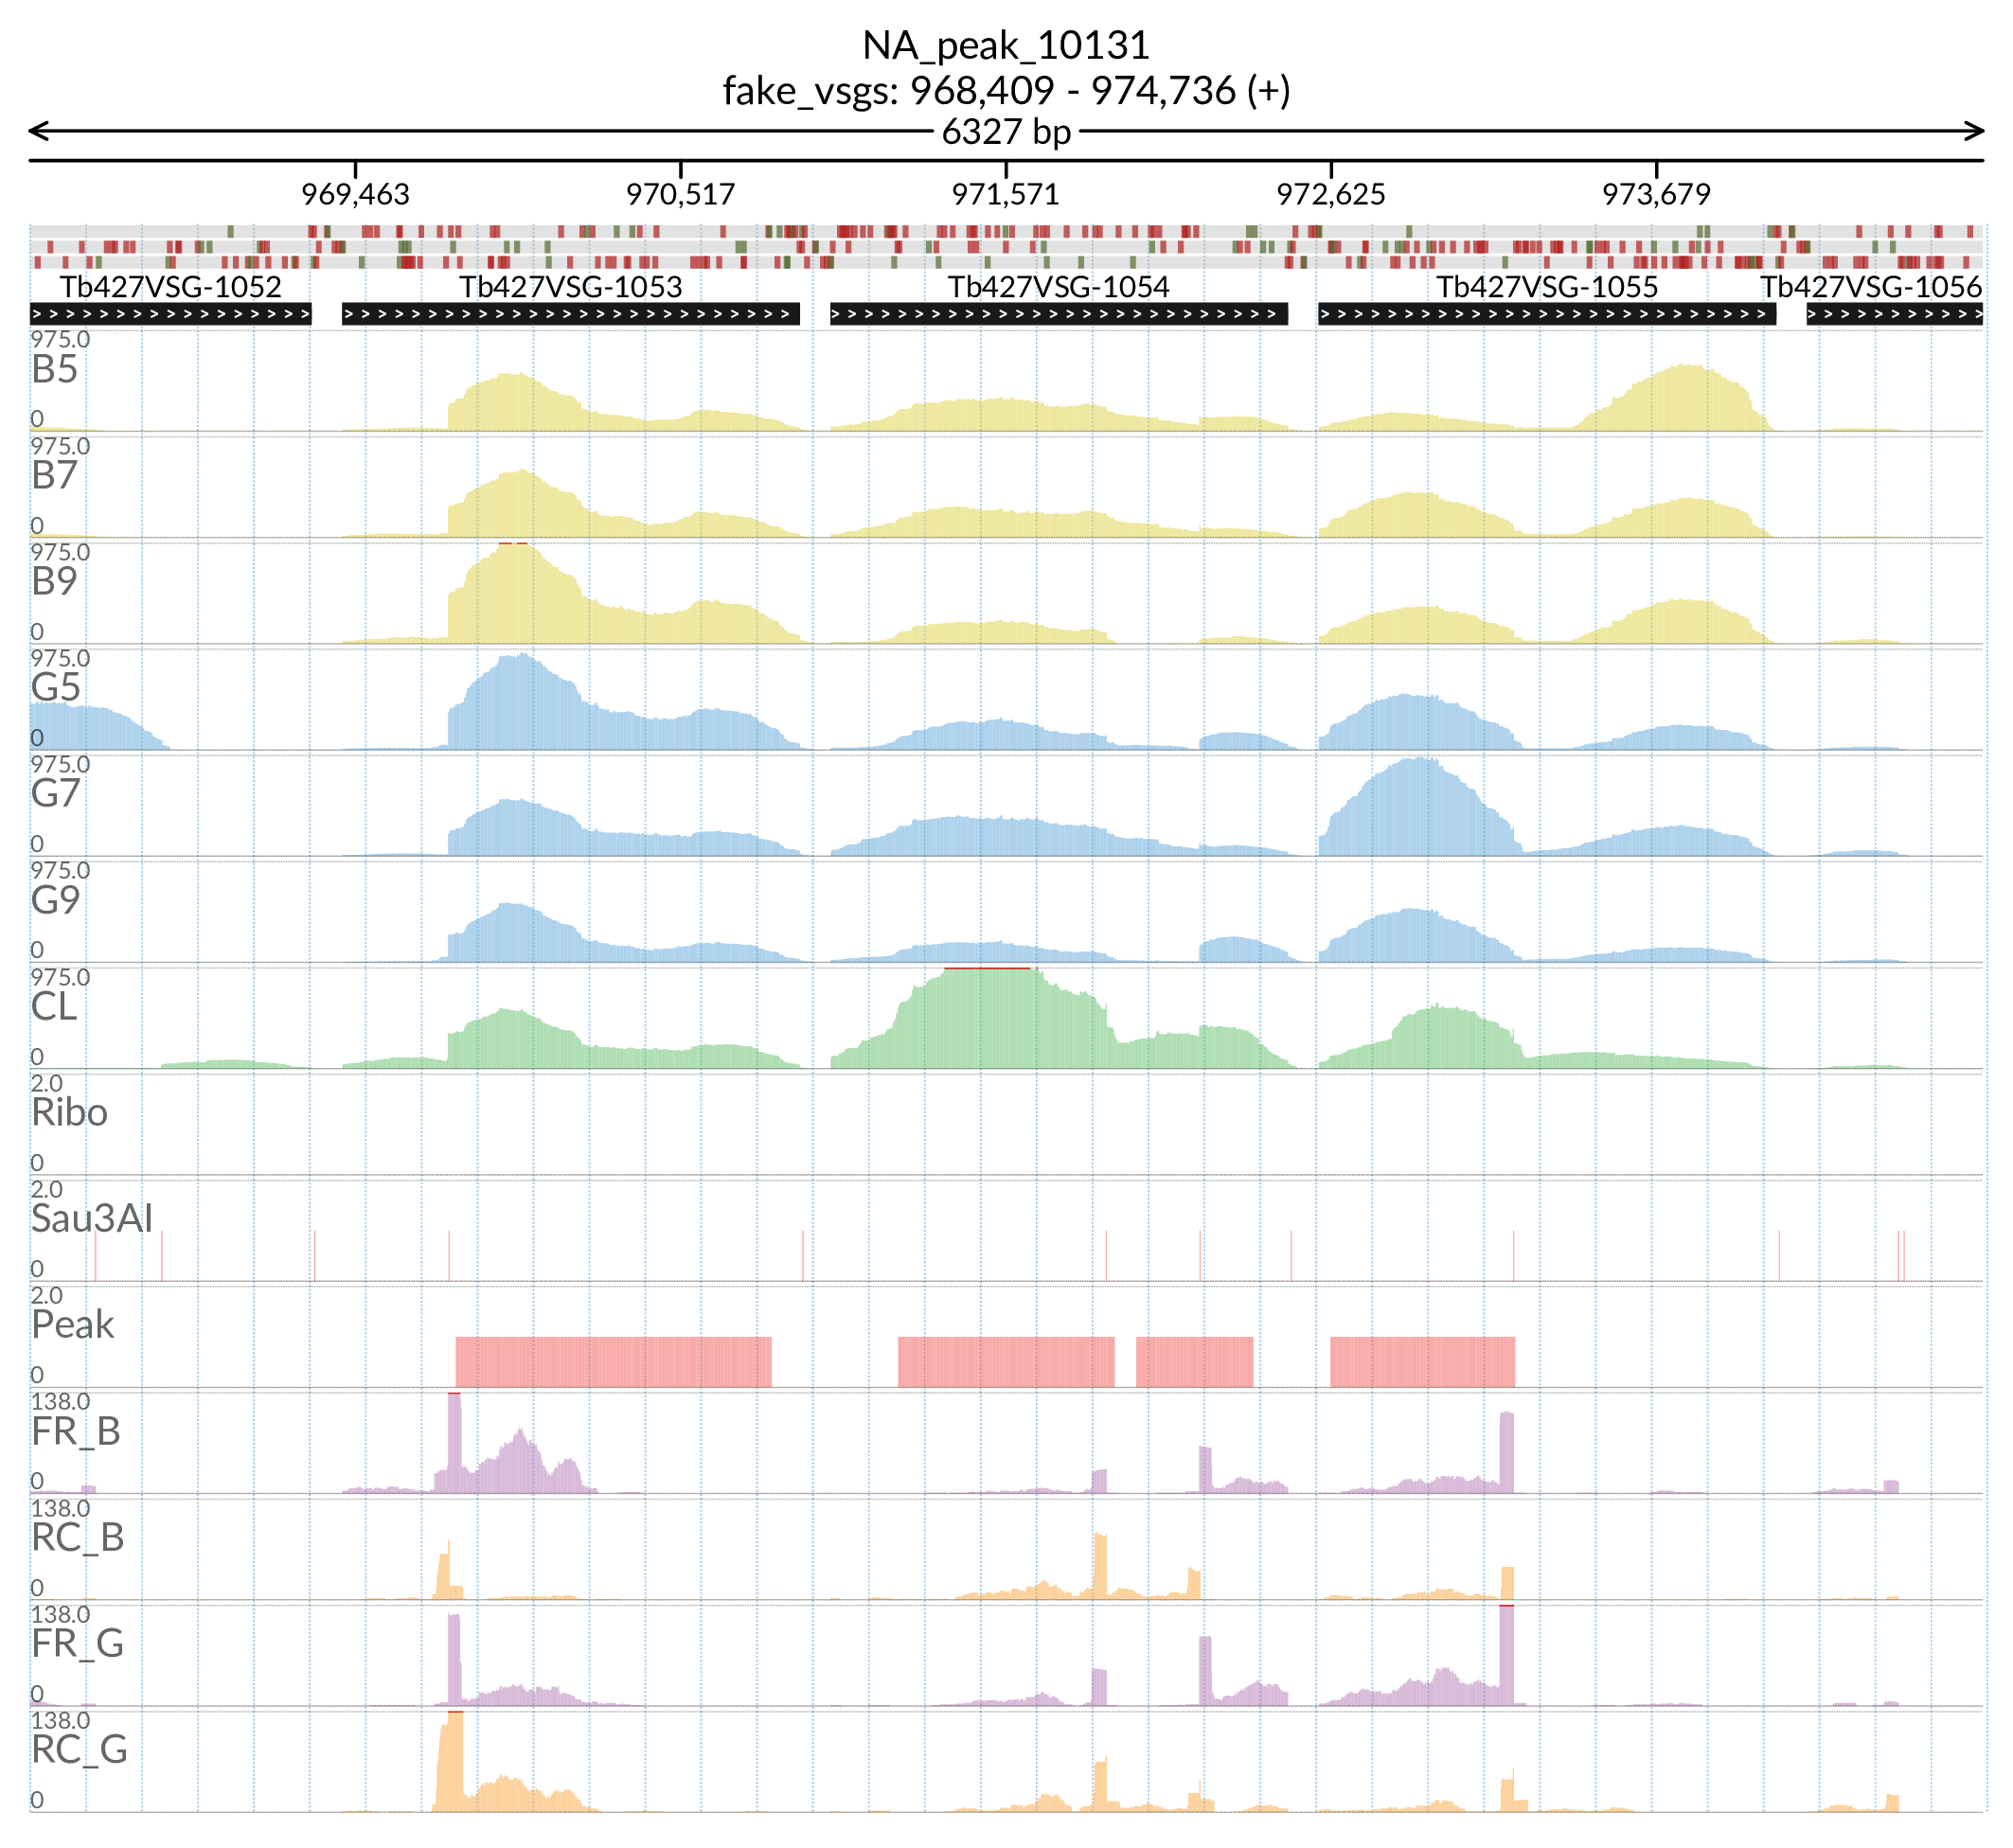 NA_peak_10131
fake_vsgs: 968,409 - 974,736 (+)
6327 bp
969,463 970,517 971,571 972,625 973,679
Tb427VSG-1052 Tb427VSG-1053 Tb427VSG-1054 Tb427VSG-1055 Tb427VSG-1056
975.0
B5
0
975.0
B7
0
975.0
B9
0
975.0
G5
0
975.0
G7
0
975.0
G9
0
975.0
CL
0
2.0
Ribo
0
2.0
Sau3AI
0
2.0
Peak
0
138.0
FR_B
0
138.0
RC_B
0
138.0
FR_G
0
138.0
RC_G
0